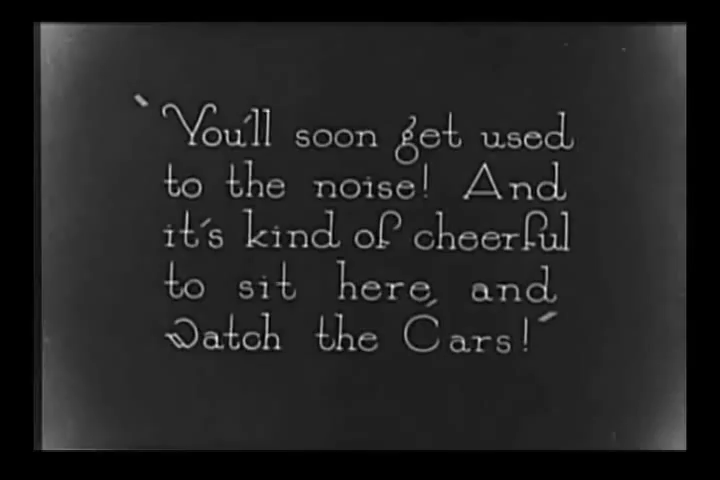 "You'll soon get used
to the noise! And
it's kind of cheerful
to sit here, and
watch the Cars!"